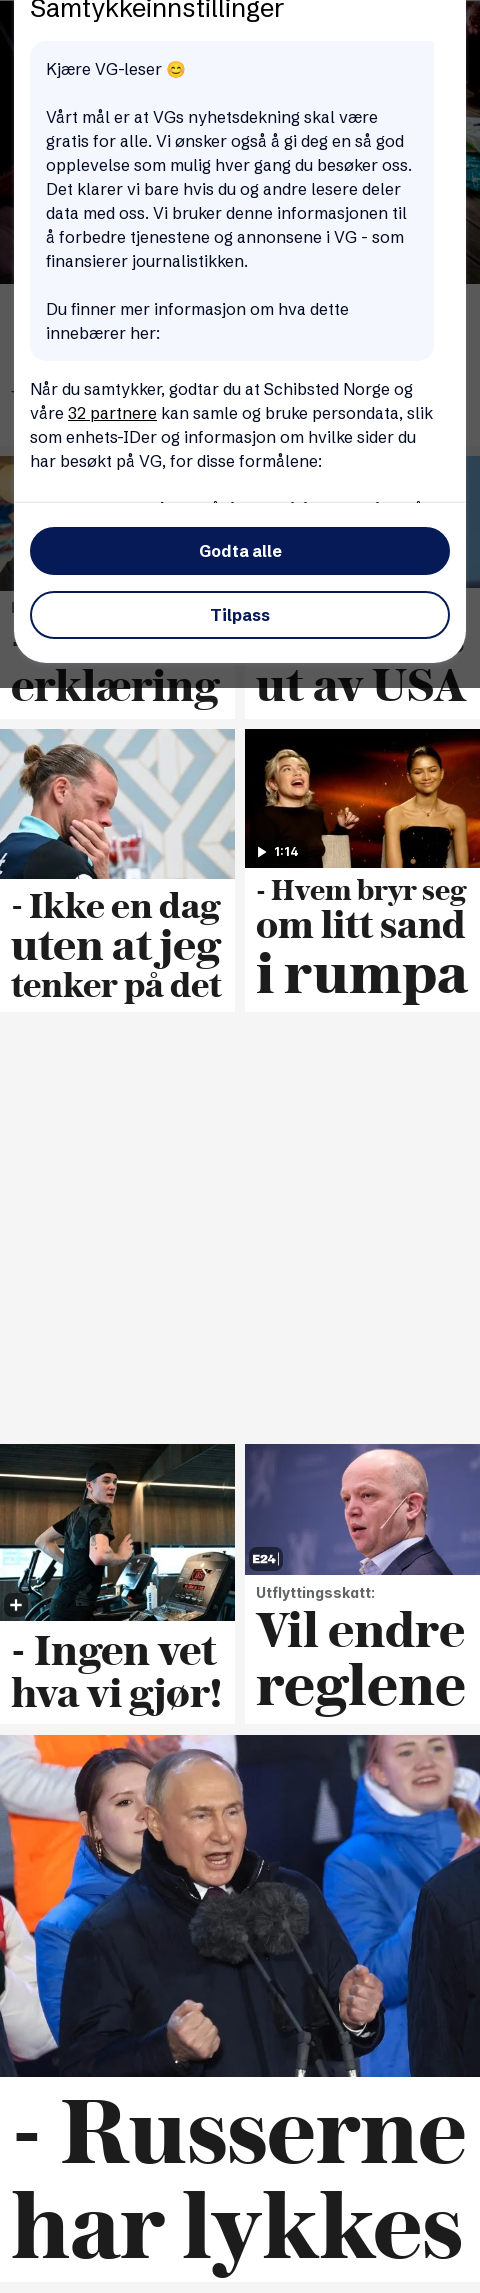 Samtykkeinnstillinger
Kjære VG-leser 😊
Vårt mål er at VGs nyhetsdekning skal være
gratis for alle. Vi ønsker også å gi deg en så god
opplevelse som mulig hver gang du besøker oss.
Det klarer vi bare hvis du og andre lesere deler
data med oss. Vi bruker denne informasjonen til
å forbedre tjenestene og annonsene i VG - som
finansierer journalistikken.
Du finner mer informasjon om hva dette
innebærer her:
Når du samtykker, godtar du at Schibsted Norge og
våre 32 partnere kan samle og bruke persondata, slik
som enhets-IDer og informasjon om hvilke sider du
har besøkt på VG, for disse formålene:
Godta alle
Tilpass
erklæring
ut av USA
- Ikke en dag
uten at jeg
tenker på det
1:14
- Hvem bryr seg
om litt sand
i rumpa
- Ingen vet
hva vi gjør!
E24
Utflyttingsskatt:
Vil endre
reglene
- Russerne
har lykkes